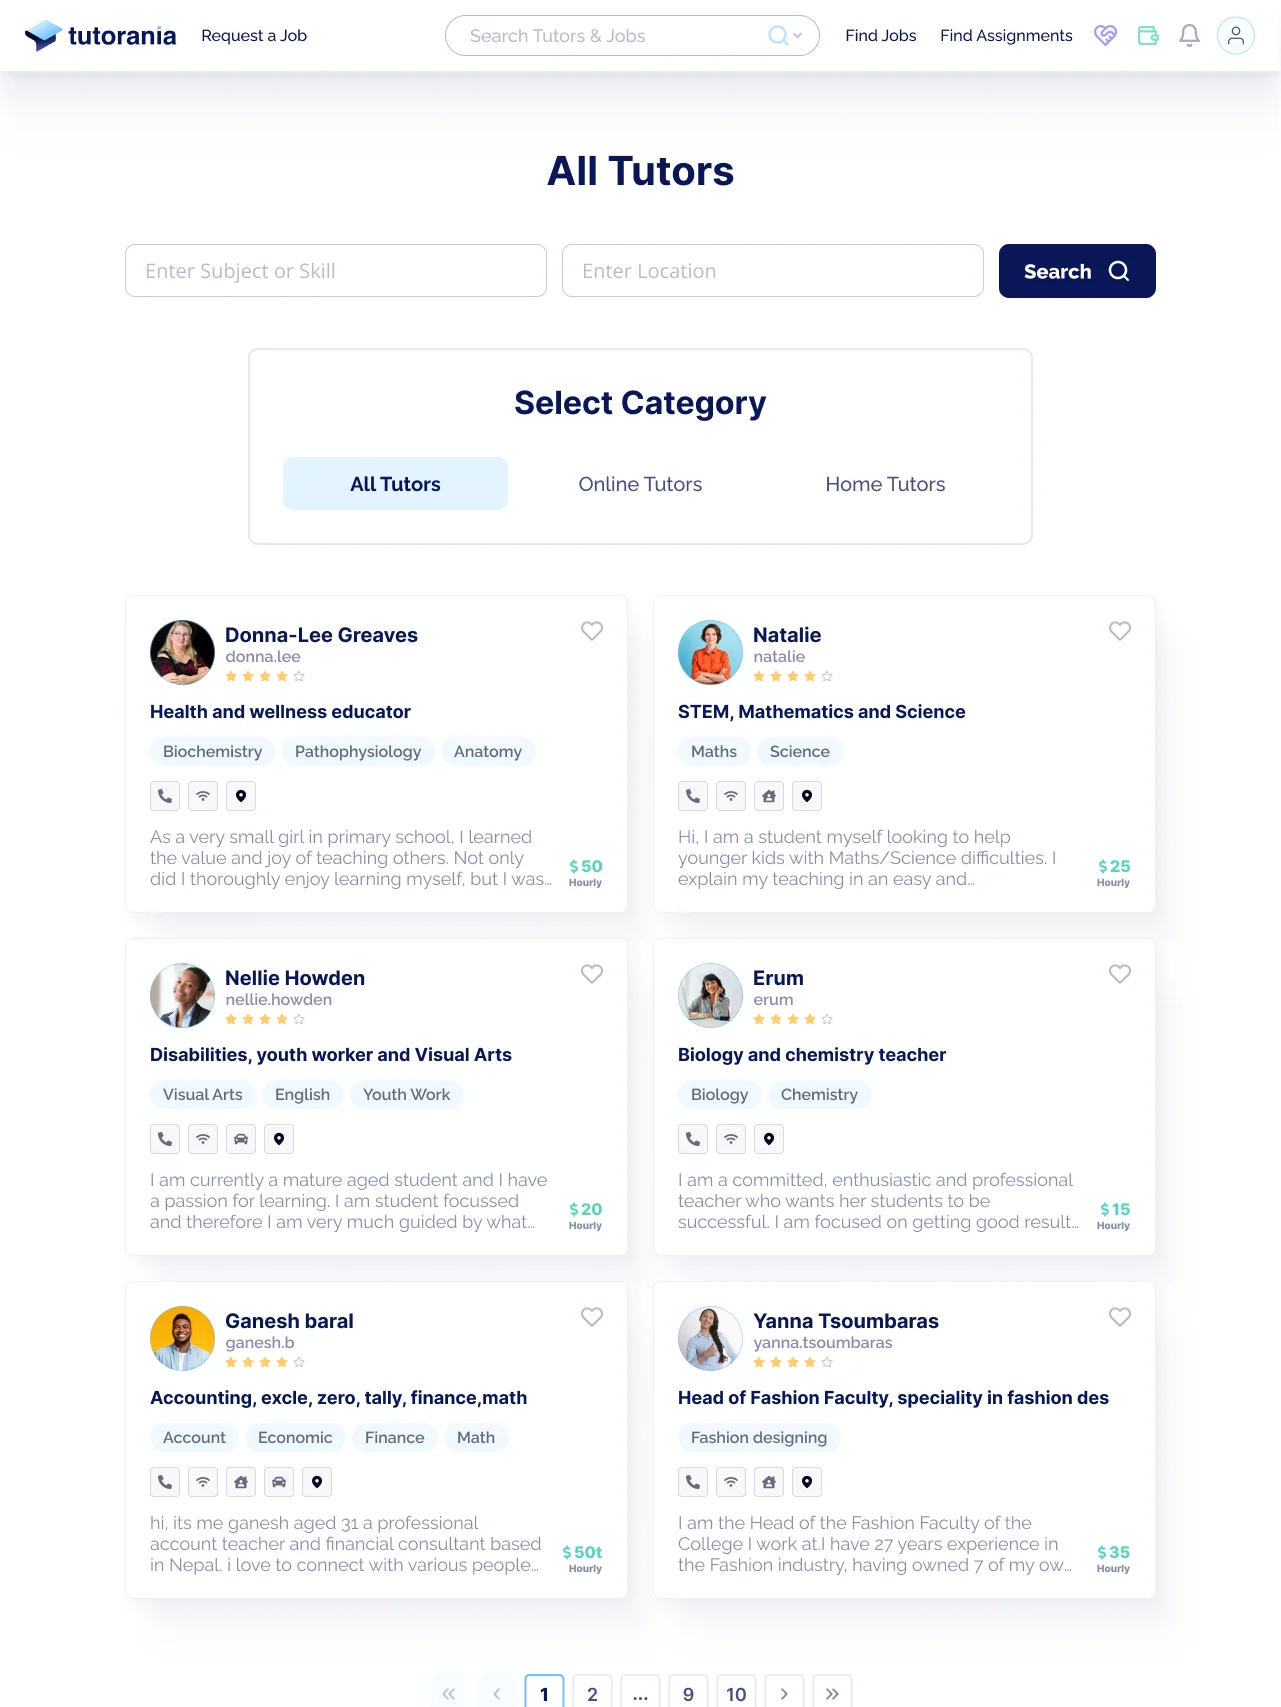 tutorania
Request a Job
Search Tutors & Jobs
Find Jobs
Find Assignments
All Tutors
Enter Subject or Skill
Enter Location
Search
Select Category
All Tutors
Online Tutors
Home Tutors
Donna-Lee Greaves
donna.lee
Health and wellness educator
Biochemistry
Pathophysiology
Anatomy
As a very small girl in primary school, I learned
the value and joy of teaching others. Not only
did I thoroughly enjoy learning myself, but I was...
$50
Hourly
Natalie
natalie
STEM, Mathematics and Science
Maths
Science
Hi, I am a student myself looking to help
younger kids with Maths/Science difficulties. I
explain my teaching in an easy and...
$25
Hourly
Nellie Howden
nellie.howden
Disabilities, youth worker and Visual Arts
Visual Arts
English
Youth Work
I am currently a mature aged student and I have
a passion for learning. I am student focussed
and therefore I am very much guided by what...
$20
Hourly
Erum
erum
Biology and chemistry teacher
Biology
Chemistry
I am a committed, enthusiastic and professional
teacher who wants her students to be
successful. I am focused on getting good result...
$15
Hourly
Ganesh baral
ganesh.b
Accounting, excle, zero, tally, finance,math
Account
Economic
Finance
Math
hi, its me ganesh aged 31 a professional
account teacher and financial consultant based
in Nepal. i love to connect with various people...
$50t
Hourly
Yanna Tsoumbaras
yanna.tsoumbaras
Head of Fashion Faculty, speciality in fashion des
Fashion designing
I am the Head of the Fashion Faculty of the
College I work at.I have 27 years experience in
the Fashion industry, having owned 7 of my ow...
$35
Hourly
« ‹ 1 2 ... 9 10 › »